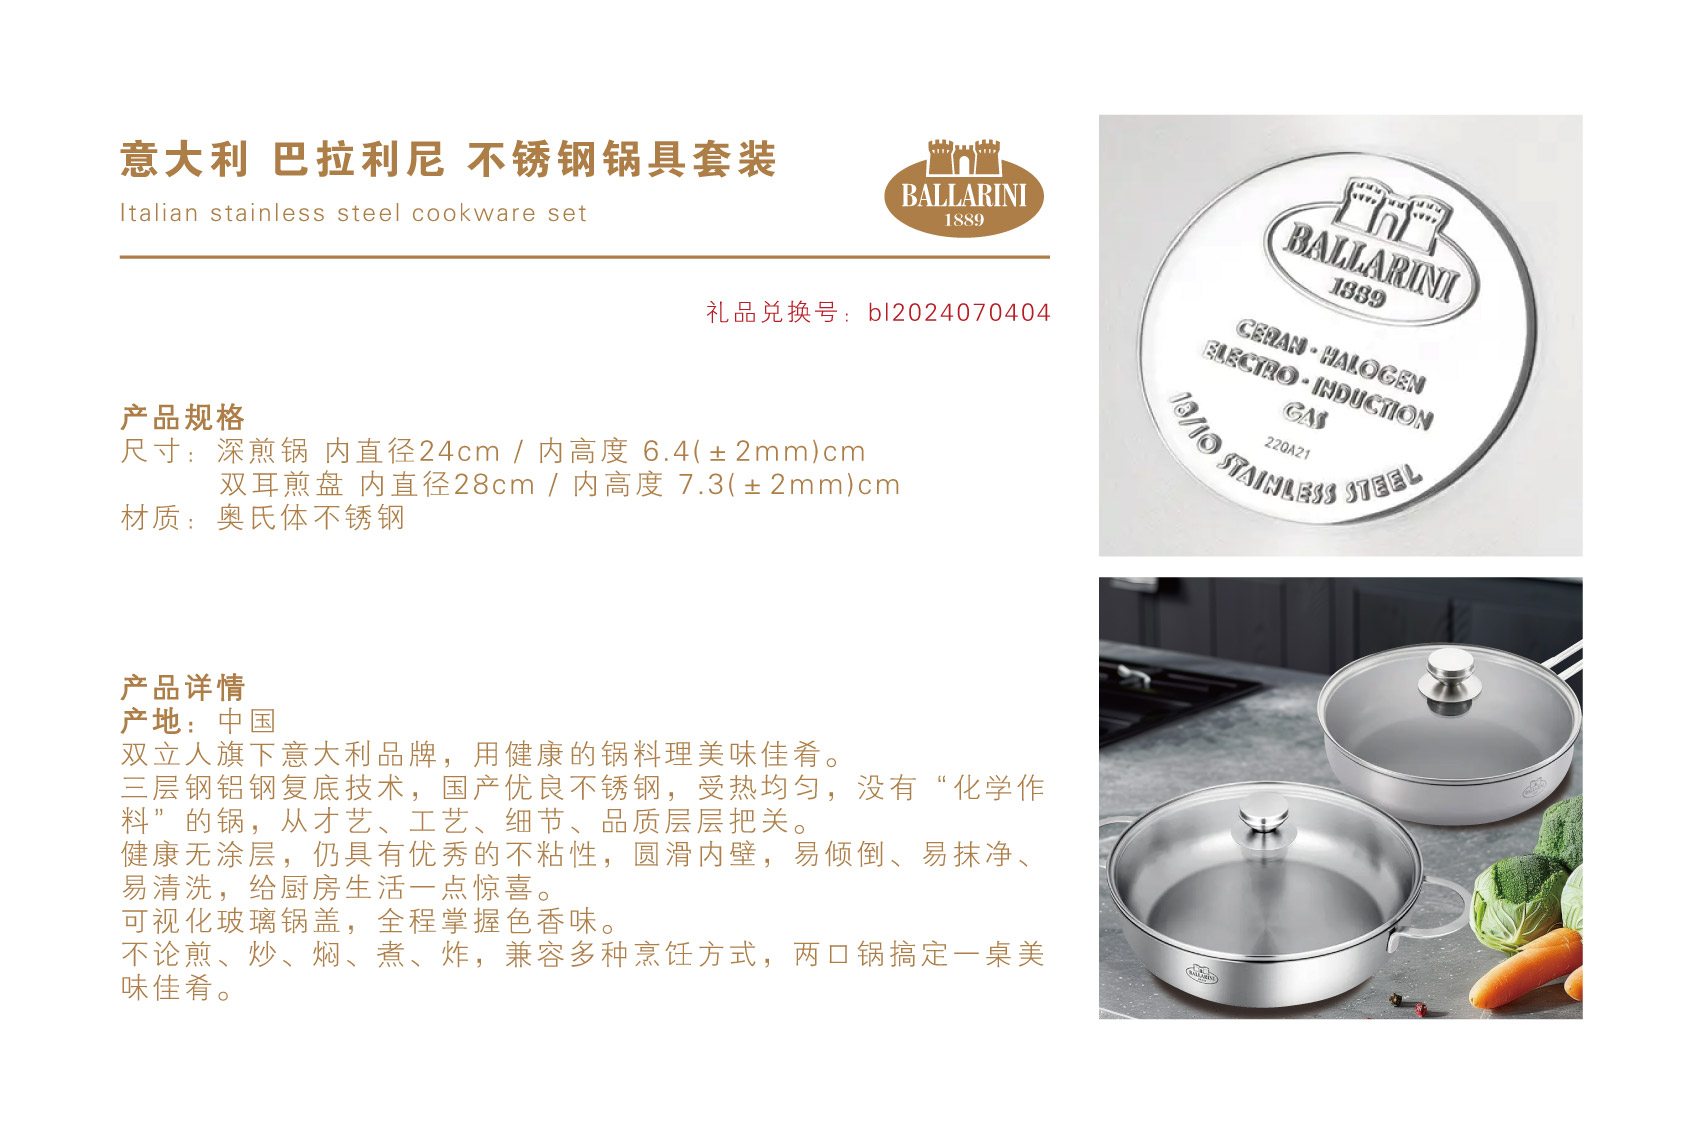 意大利 巴拉利尼 不锈钢锅具套装
Italian stainless steel cookware set
BALLARINI
1889
礼品兑换号：bl2024070404
产品规格
尺寸：深煎锅 内直径24cm / 内高度 6.4(±2mm)cm
双耳煎盘 内直径28cm / 内高度 7.3(±2mm)cm
材质：奥氏体不锈钢
产品详情
产地：中国
双立人旗下意大利品牌，用健康的锅料理美味佳肴。
三层钢铝钢复底技术，国产优良不锈钢，受热均匀，没有“化学作
料”的锅，从才艺、工艺、细节、品质层层把关。
健康无涂层，仍具有优秀的不粘性，圆滑内壁，易倾倒、易抹净、
易清洗，给厨房生活一点惊喜。
可视化玻璃锅盖，全程掌握色香味。
不论煎、炒、焖、煮、炸，兼容多种烹饪方式，两口锅搞定一桌美
味佳肴。
BALLARINI
1889
CERAN · HALOGEN
ELECTRO · INDUCTION
GAS
220A21
18/10 STAINLESS STEEL
BALLARINI